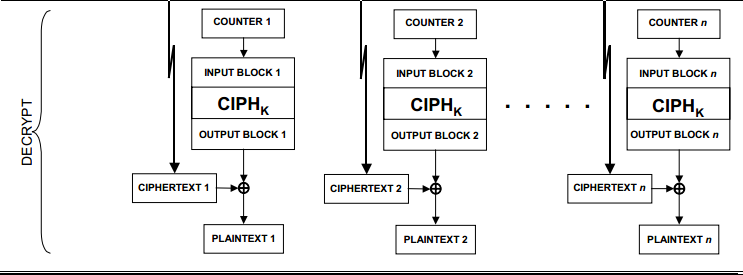 DECRYPT
COUNTER 1
COUNTER 2
COUNTER n
INPUT BLOCK 1
INPUT BLOCK 2
INPUT BLOCK n
CIPHK
CIPHK
. . . . .
CIPHK
OUTPUT BLOCK 1
OUTPUT BLOCK 2
OUTPUT BLOCK n
CIPHERTEXT 1
CIPHERTEXT 2
CIPHERTEXT n
PLAINTEXT 1
PLAINTEXT 2
PLAINTEXT n